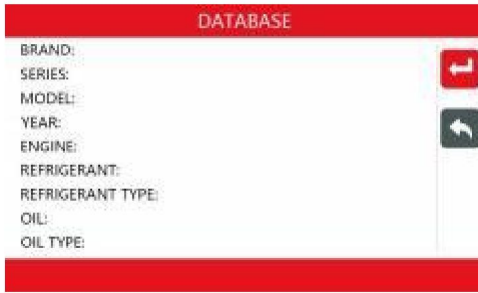 DATABASE
BRAND:
SERIES:
MODEL:
YEAR:
ENGINE:
REFRIGERANT:
REFRIGERANT TYPE:
OIL:
OIL TYPE: